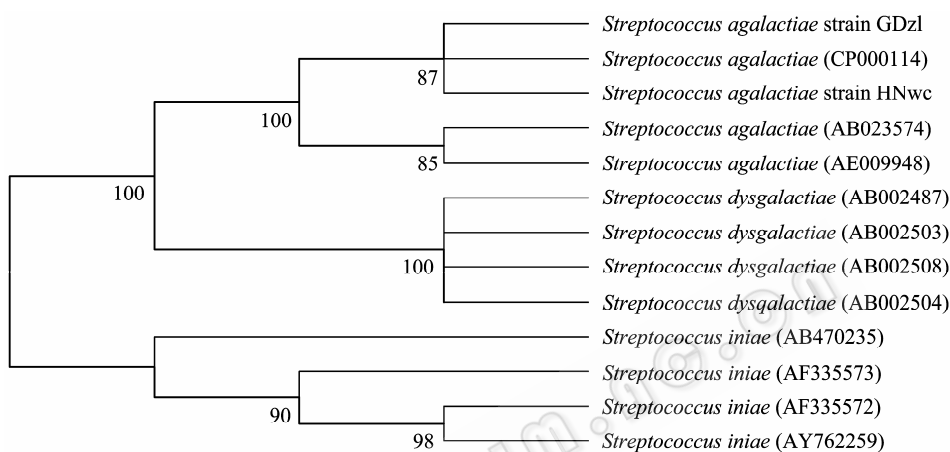 Streptococcus agalactiae strain GDzl
Streptococcus agalactiae (CP000114)
87
Streptococcus agalactiae strain HNwc
100
Streptococcus agalactiae (AB023574)
85
Streptococcus agalactiae (AE009948)
100
Streptococcus dysgalactiae (AB002487)
Streptococcus dysgalactiae (AB002503)
100
Streptococcus dysgalactiae (AB002508)
Streptococcus dysqalactiae (AB002504)
Streptococcus iniae (AB470235)
Streptococcus iniae (AF335573)
90
Streptococcus iniae (AF335572)
98
Streptococcus iniae (AY762259)